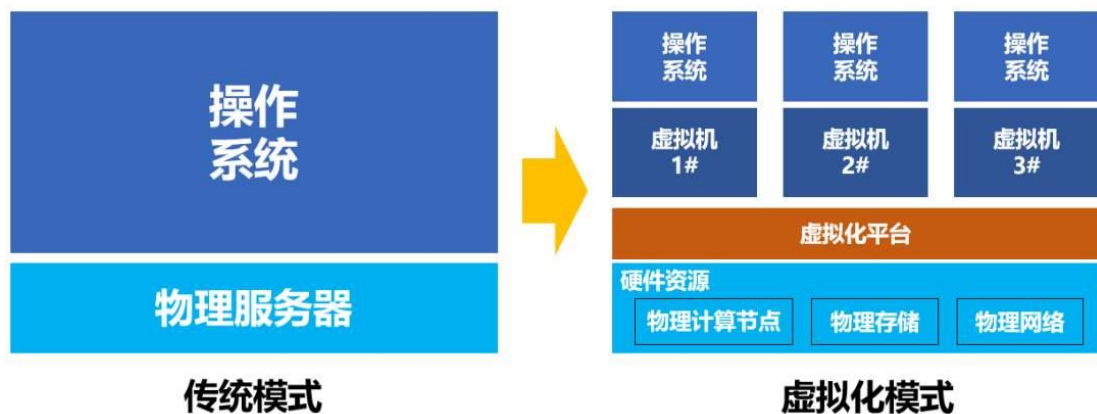 操作
系统
物理服务器
传统模式
操作
系统
操作
系统
操作
系统
虚拟机
1#
虚拟机
2#
虚拟机
3#
虚拟化平台
硬件资源
物理计算节点
物理存储
物理网络
虚拟化模式